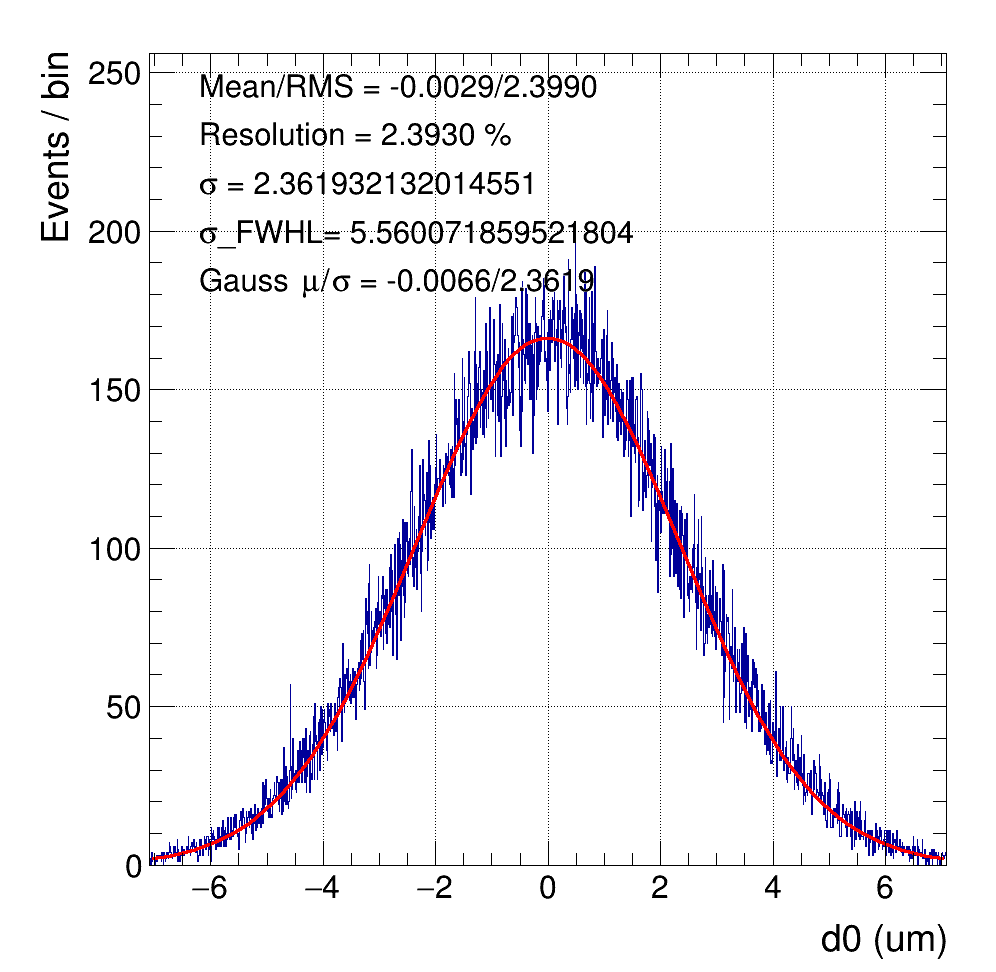 Events / bin
250
200
150
100
50
0
Mean/RMS = -0.0029/2.3990
Resolution = 2.3930 %
σ = 2.361932132014551
σ_FWHL= 5.560071859521804
Gauss μ/σ = -0.0066/2.3619
−6 −4 −2 0 2 4 6
d0 (um)